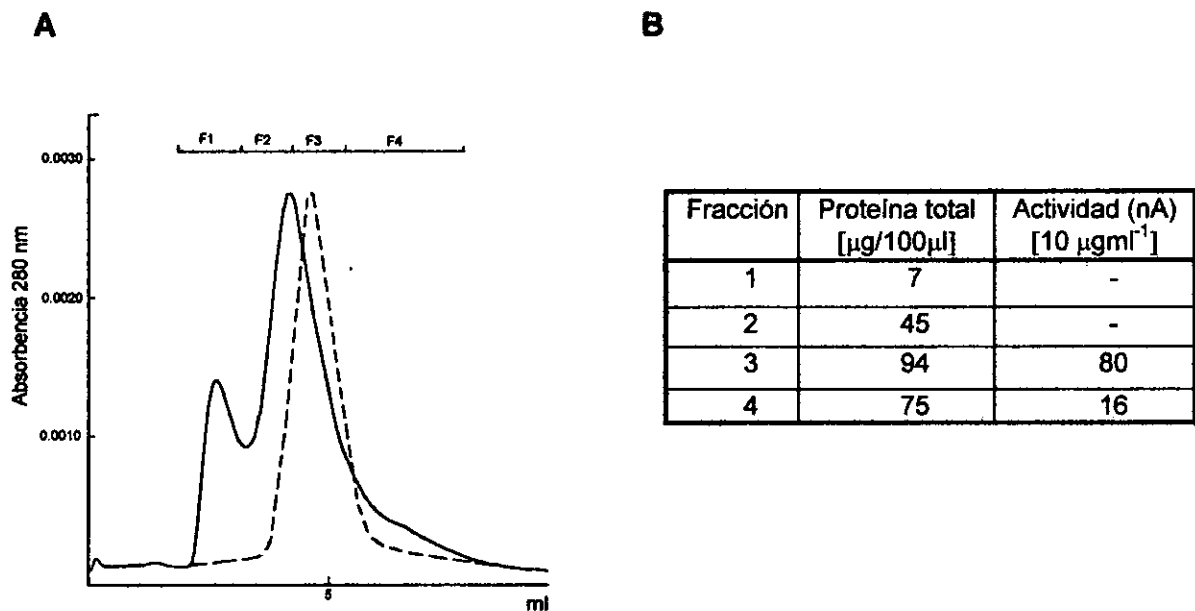 A
B
F1 F2 F3 F4
0.0030
0.0020
0.0010
Absorbencia 280 nm
5
ml
Fracción Proteína total [µg/100µl] Actividad (nA) [10 µgml⁻¹]
1 7 -
2 45 -
3 94 80
4 75 16